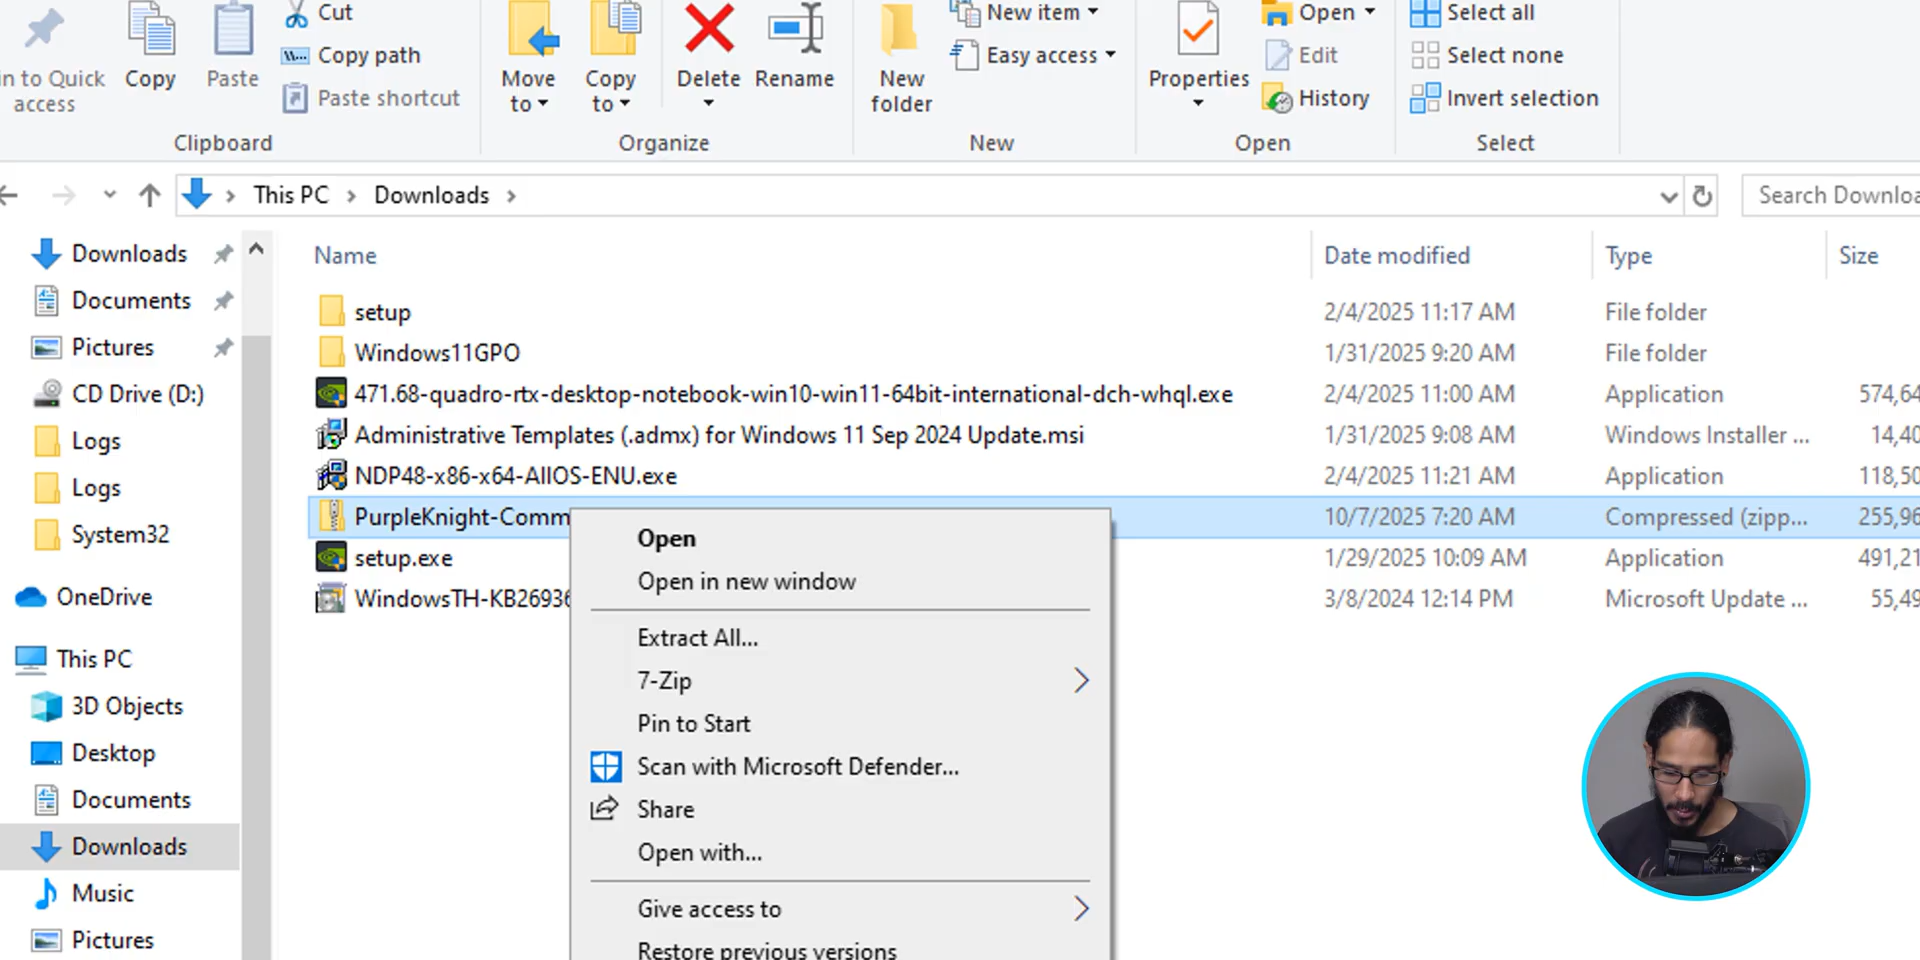 Cut
New item
Open
Select all
Copy path
Easy access
Edit
Select none
in to Quick
access
Copy
Paste
Paste shortcut
Move
to
Copy
to
Delete
Rename
New
folder
Properties
History
Invert selection
Clipboard
Organize
New
Open
Select
This PC
Downloads
Search Downloa
Name
Date modified
Type
Size
Downloads
Documents
Pictures
CD Drive (D:)
Logs
Logs
System32
OneDrive
This PC
3D Objects
Desktop
Documents
Downloads
Music
Pictures
setup 2/4/2025 11:17 AM File folder
Windows11GPO 1/31/2025 9:20 AM File folder
471.68-quadro-rtx-desktop-notebook-win10-win11-64bit-international-dch-whql.exe 2/4/2025 11:00 AM Application 574,64
Administrative Templates (.admx) for Windows 11 Sep 2024 Update.msi 1/31/2025 9:08 AM Windows Installer ... 14,40
NDP48-x86-x64-AllOS-ENU.exe 2/4/2025 11:21 AM Application 118,50
PurpleKnight-Comm 10/7/2025 7:20 AM Compressed (zipp... 255,96
setup.exe 1/29/2025 10:09 AM Application 491,21
WindowsTH-KB26936 3/8/2024 12:14 PM Microsoft Update ... 55,49
Open
Open in new window
Extract All...
7-Zip
Pin to Start
Scan with Microsoft Defender...
Share
Open with...
Give access to
Restore previous versions